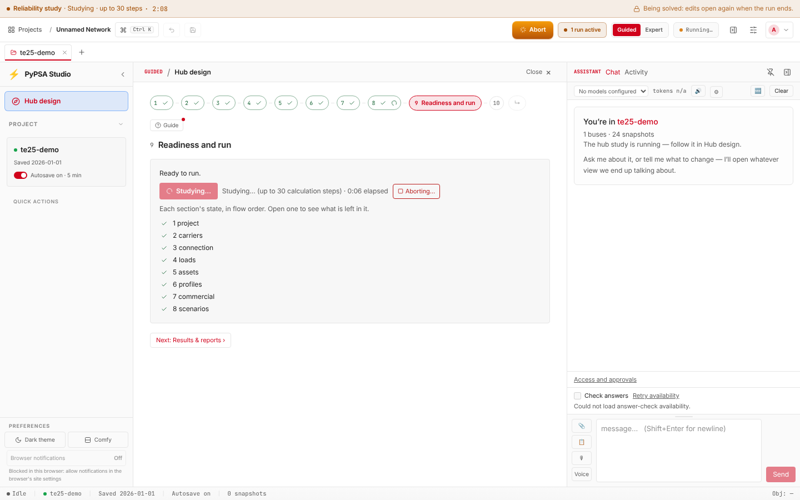 Reliability study · Studying · up to 30 steps · 2:08
Being solved: edits open again when the run ends.
Projects / Unnamed Network
Ctrl K
Abort
1 run active
Guided
Expert
Running…
A
te25-demo
PyPSA Studio
Hub design
PROJECT
te25-demo
Saved 2026-01-01
Autosave on · 5 min
QUICK ACTIONS
PREFERENCES
Dark theme
Comfy
Browser notifications
Off
Blocked in this browser: allow notifications in the
browser's site settings
GUIDED / Hub design
Close
1
2
3
4
5
6
7
8
9 Readiness and run
10
Guide
9 Readiness and run
Ready to run.
Studying…
Studying… (up to 30 calculation steps) · 0:06 elapsed
Aborting…
Each section's state, in flow order. Open one to see what is left in it.
1 project
2 carriers
3 connection
4 loads
5 assets
6 profiles
7 commercial
8 scenarios
Next: Results & reports ›
ASSISTANT
Chat
Activity
No models configured
tokens n/a
Clear
You're in te25-demo
1 buses · 24 snapshots
The hub study is running — follow it in Hub design.
Ask me about it, or tell me what to change — I'll open whatever
view we end up talking about.
Access and approvals
Check answers
Retry availability
Could not load answer-check availability.
message… (Shift+Enter for newline)
Voice
Send
Idle
te25-demo
Saved 2026-01-01
Autosave on
0 snapshots
Obj: —